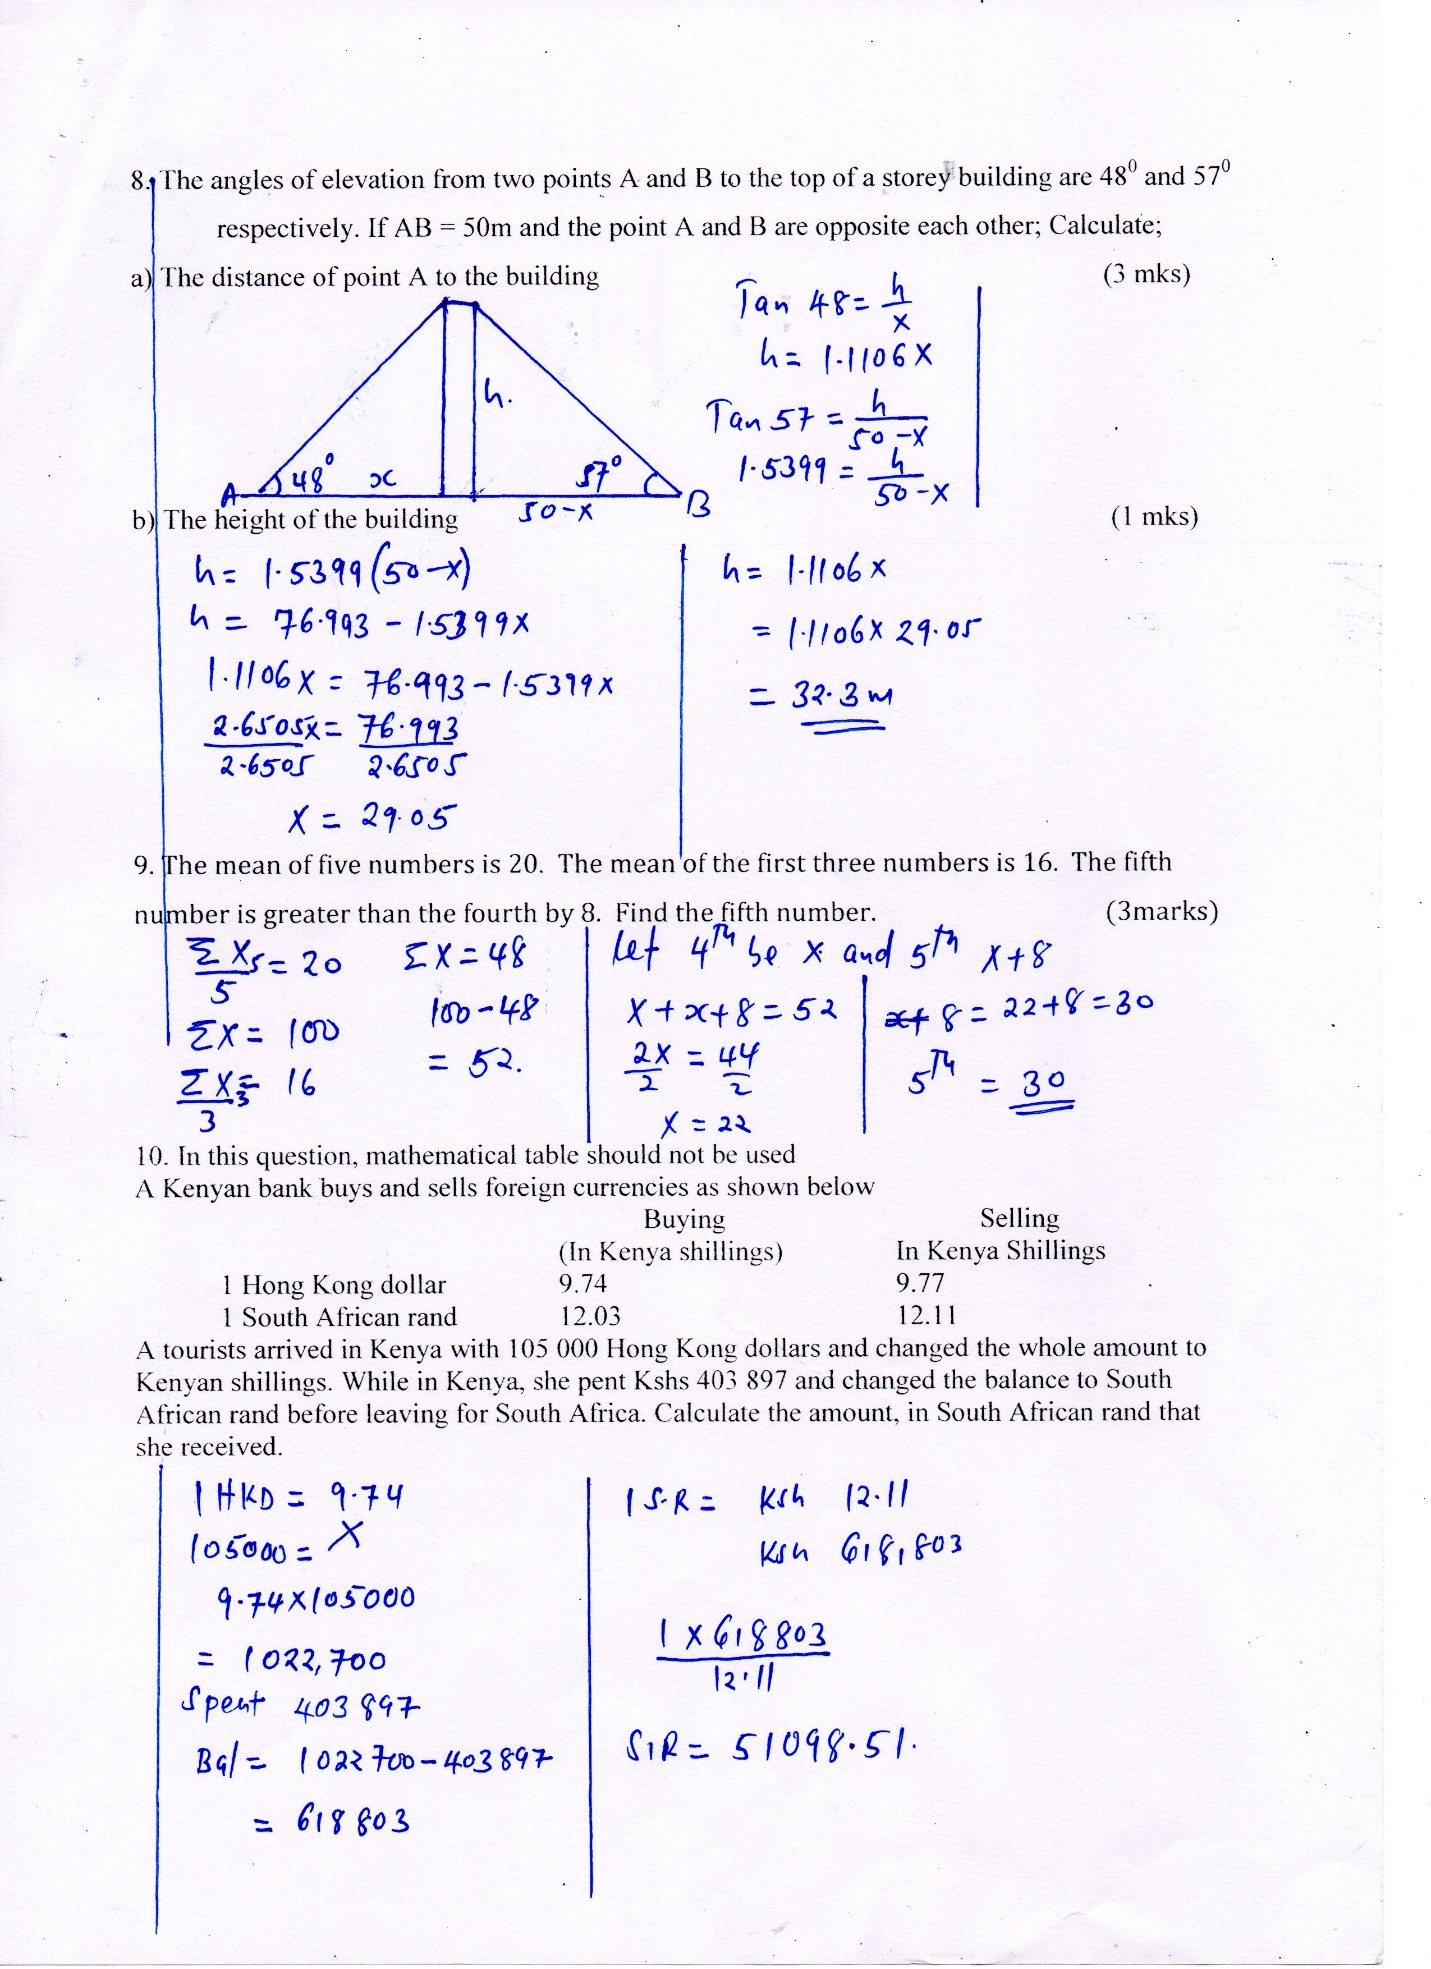 8. The angles of elevation from two points A and B to the top of a storey building are 48⁰ and 57⁰
respectively. If AB = 50m and the point A and B are opposite each other; Calculate;
a) The distance of point A to the building (3 mks)
Tan 48 = h/x
h = 1.1106x
Tan 57 = h/50-x
1.5399 = h/50-x
h.
A 48⁰ x 57⁰ B
50-x
b) The height of the building (1 mks)
h = 1.5399(50-x)
h = 76.993 - 1.5399x
1.1106x = 76.993 - 1.5399x
2.6505x/2.6505 = 76.993/2.6505
x = 29.05
h = 1.1106x
= 1.1106 x 29.05
= 32.3m
9. The mean of five numbers is 20. The mean of the first three numbers is 16. The fifth
number is greater than the fourth by 8. Find the fifth number. (3marks)
Σx₅/5 = 20
Σx = 100
Σx₃/3 = 16
Σx = 48
100-48
= 52.
Let 4th be x and 5th x+8
x+x+8 = 52
2x/2 = 44/2
x = 22
x+8 = 22+8 = 30
5th = 30
10. In this question, mathematical table should not be used
A Kenyan bank buys and sells foreign currencies as shown below
Buying Selling
(In Kenya shillings) In Kenya Shillings
1 Hong Kong dollar 9.74 9.77
1 South African rand 12.03 12.11
A tourists arrived in Kenya with 105 000 Hong Kong dollars and changed the whole amount to
Kenyan shillings. While in Kenya, she pent Kshs 403 897 and changed the balance to South
African rand before leaving for South Africa. Calculate the amount, in South African rand that
she received.
1 HKD = 9.74
105000 = x
9.74x105000
= 1022,700
Spent 403 897
Bal = 1022700-403897
= 618 803
1 S.R = Ksh 12.11
Ksh 618,803
1 x 618803/12.11
S.R = 51098.51.